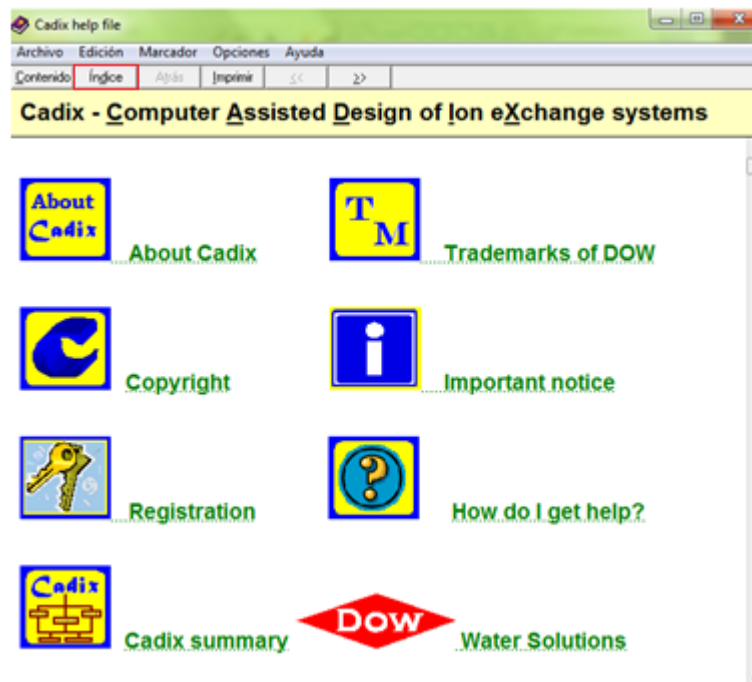 Cadix help file
Archivo Edición Marcador Opciones Ayuda
Contenido Índice Atrás Imprimir << >>
Cadix - Computer Assisted Design of Ion eXchange systems
About Cadix
About Cadix
TM
Trademarks of DOW
C
Copyright
i
Important notice
Registration
?
How do I get help?
Cadix
Cadix summary
Dow
Water Solutions